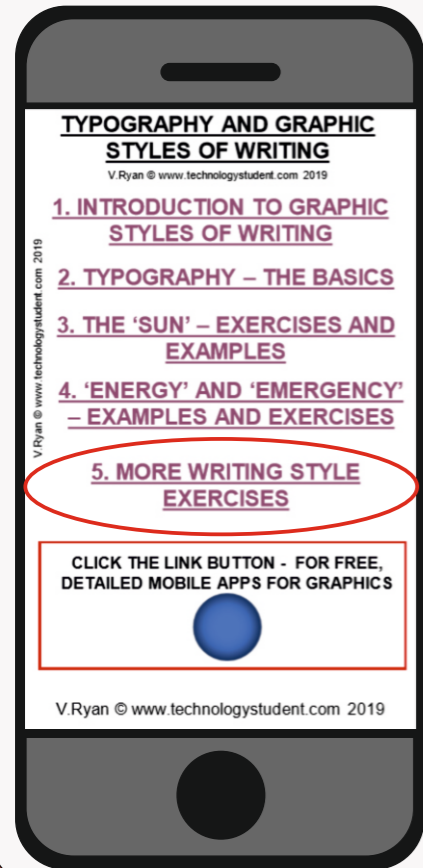 TYPOGRAPHY AND GRAPHIC
STYLES OF WRITING
V.Ryan © www.technologystudent.com 2019
1. INTRODUCTION TO GRAPHIC
STYLES OF WRITING
2. TYPOGRAPHY – THE BASICS
3. THE ‘SUN’ – EXERCISES AND
EXAMPLES
4. ‘ENERGY’ AND ‘EMERGENCY’
– EXAMPLES AND EXERCISES
5. MORE WRITING STYLE
EXERCISES
V.Ryan © www.technologystudent.com 2019
CLICK THE LINK BUTTON - FOR FREE,
DETAILED MOBILE APPS FOR GRAPHICS
V.Ryan © www.technologystudent.com 2019